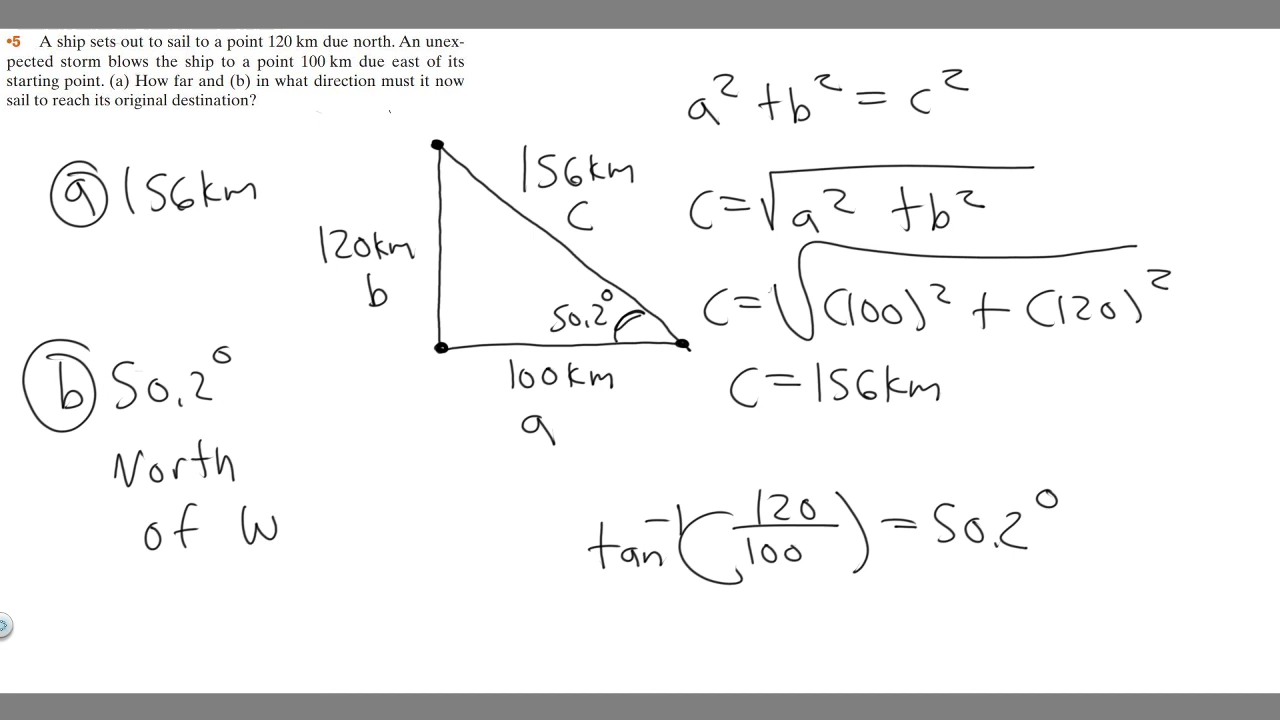 •5 A ship sets out to sail to a point 120 km due north. An unex-
pected storm blows the ship to a point 100 km due east of its
starting point. (a) How far and (b) in what direction must it now
sail to reach its original destination?
a² + b² = c²
156km
c
(a) 156km
c = √a² + b²
120km
b
50.2°
c = √(100)² + (120)²
100km
a
c = 156km
(b) 50.2°
North
of W
tan⁻¹(120/100) = 50.2°